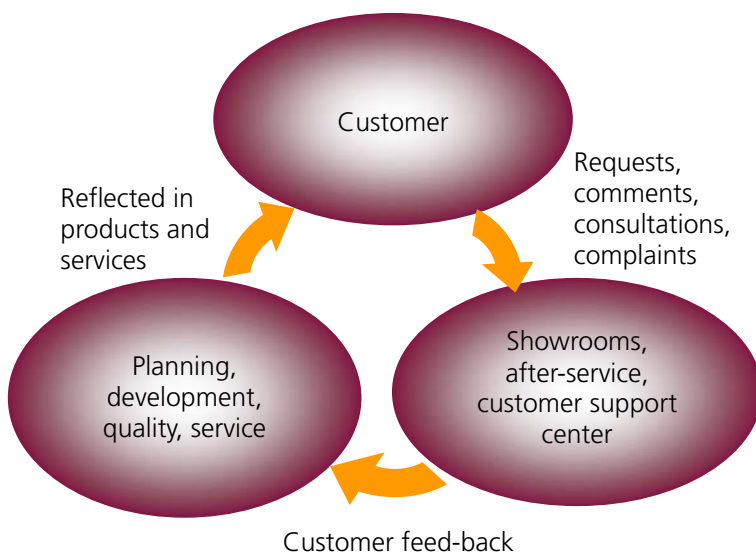 Customer
Requests,
comments,
consultations,
complaints
Reflected in
products and
services
Showrooms,
after-service,
customer support
center
Planning,
development,
quality, service
Customer feed-back